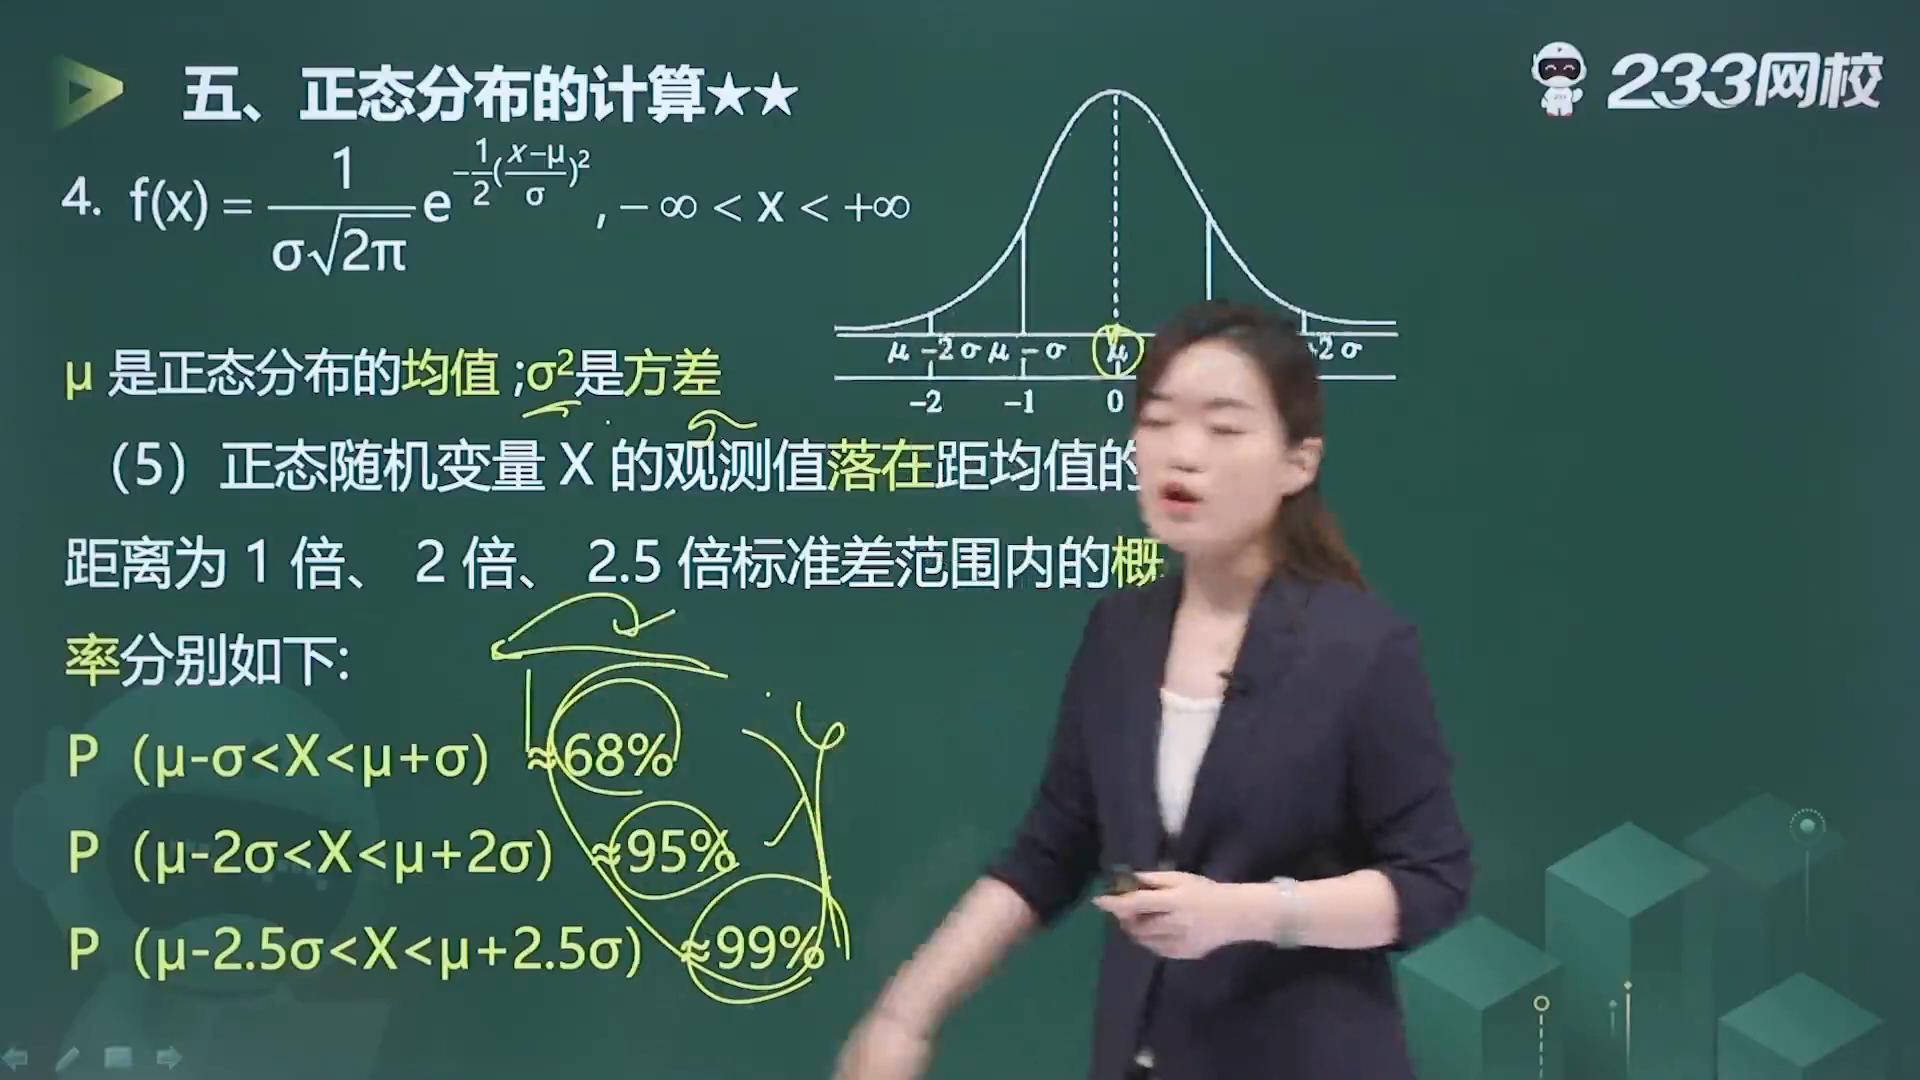 五、正态分布的计算★★
233网校
4. f(x) = 1/(σ√2π) e^(-1/2((x-μ)/σ)²), -∞ < x < +∞
μ 是正态分布的均值;σ²是方差
μ -2 σ μ - σ μ 2 σ
-2 -1 0
（5）正态随机变量 X 的观测值落在距均值的
距离为 1 倍、 2 倍、 2.5 倍标准差范围内的概
率分别如下:
P（μ-σ<X<μ+σ）≈68%
P（μ-2σ<X<μ+2σ）≈95%
P（μ-2.5σ<X<μ+2.5σ）≈99%